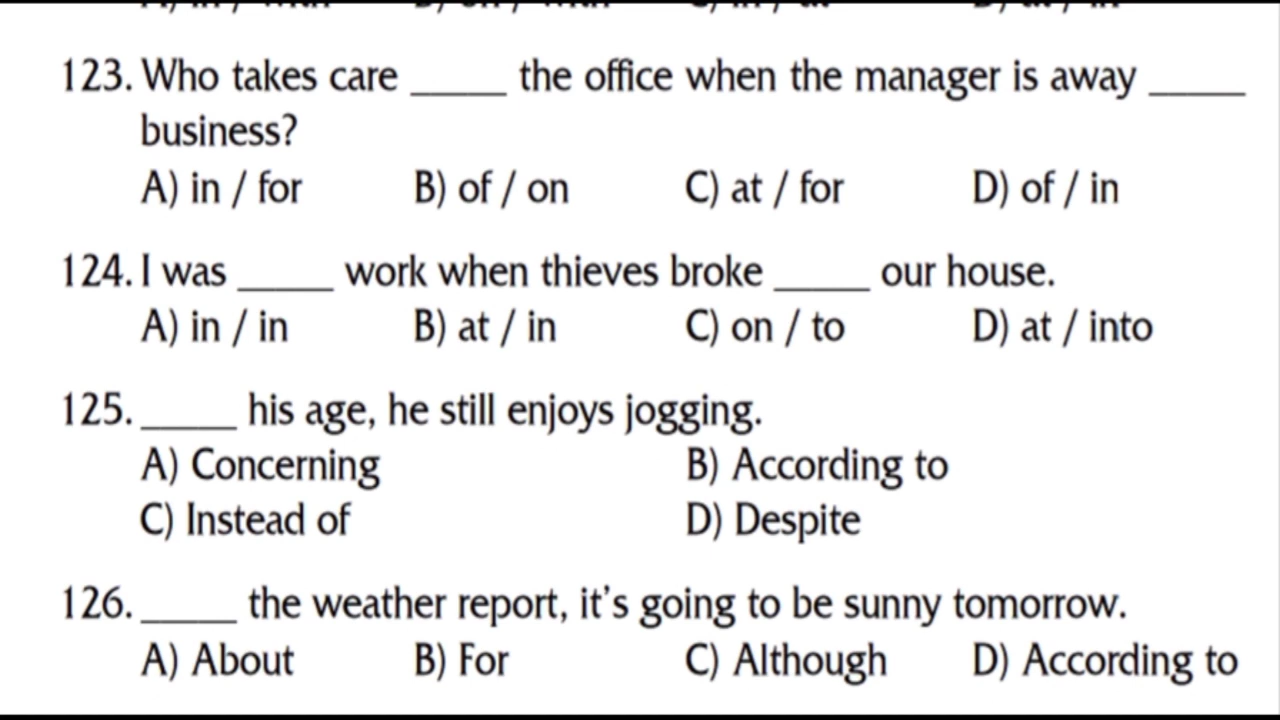 123. Who takes care _____ the office when the manager is away _____
business?
A) in / for B) of / on C) at / for D) of / in
124. I was _____ work when thieves broke _____ our house.
A) in / in B) at / in C) on / to D) at / into
125. _____ his age, he still enjoys jogging.
A) Concerning B) According to
C) Instead of D) Despite
126. _____ the weather report, it's going to be sunny tomorrow.
A) About B) For C) Although D) According to